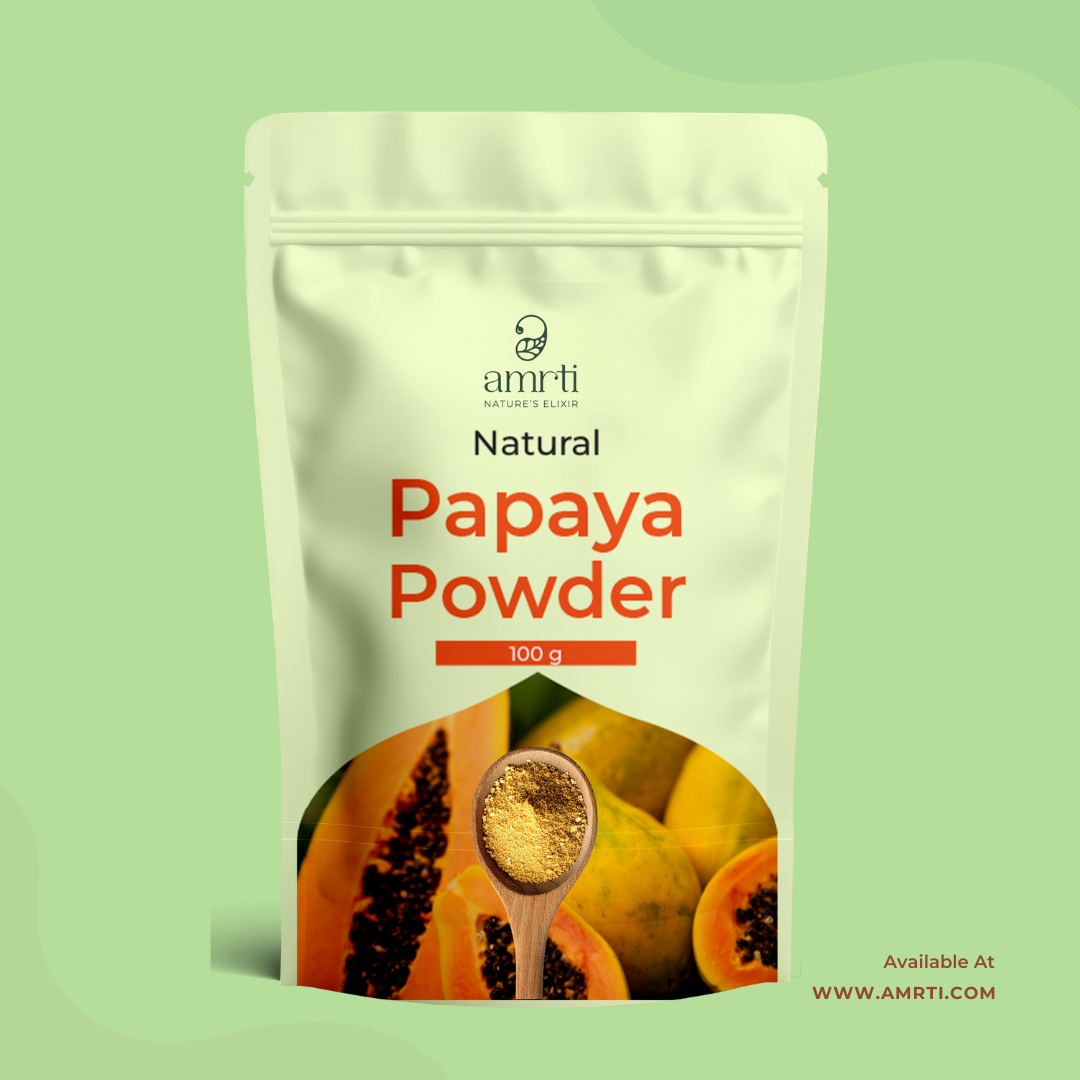 amrti
NATURE'S ELIXIR
Natural
Papaya
Powder
100 g
Available At
WWW.AMRTI.COM